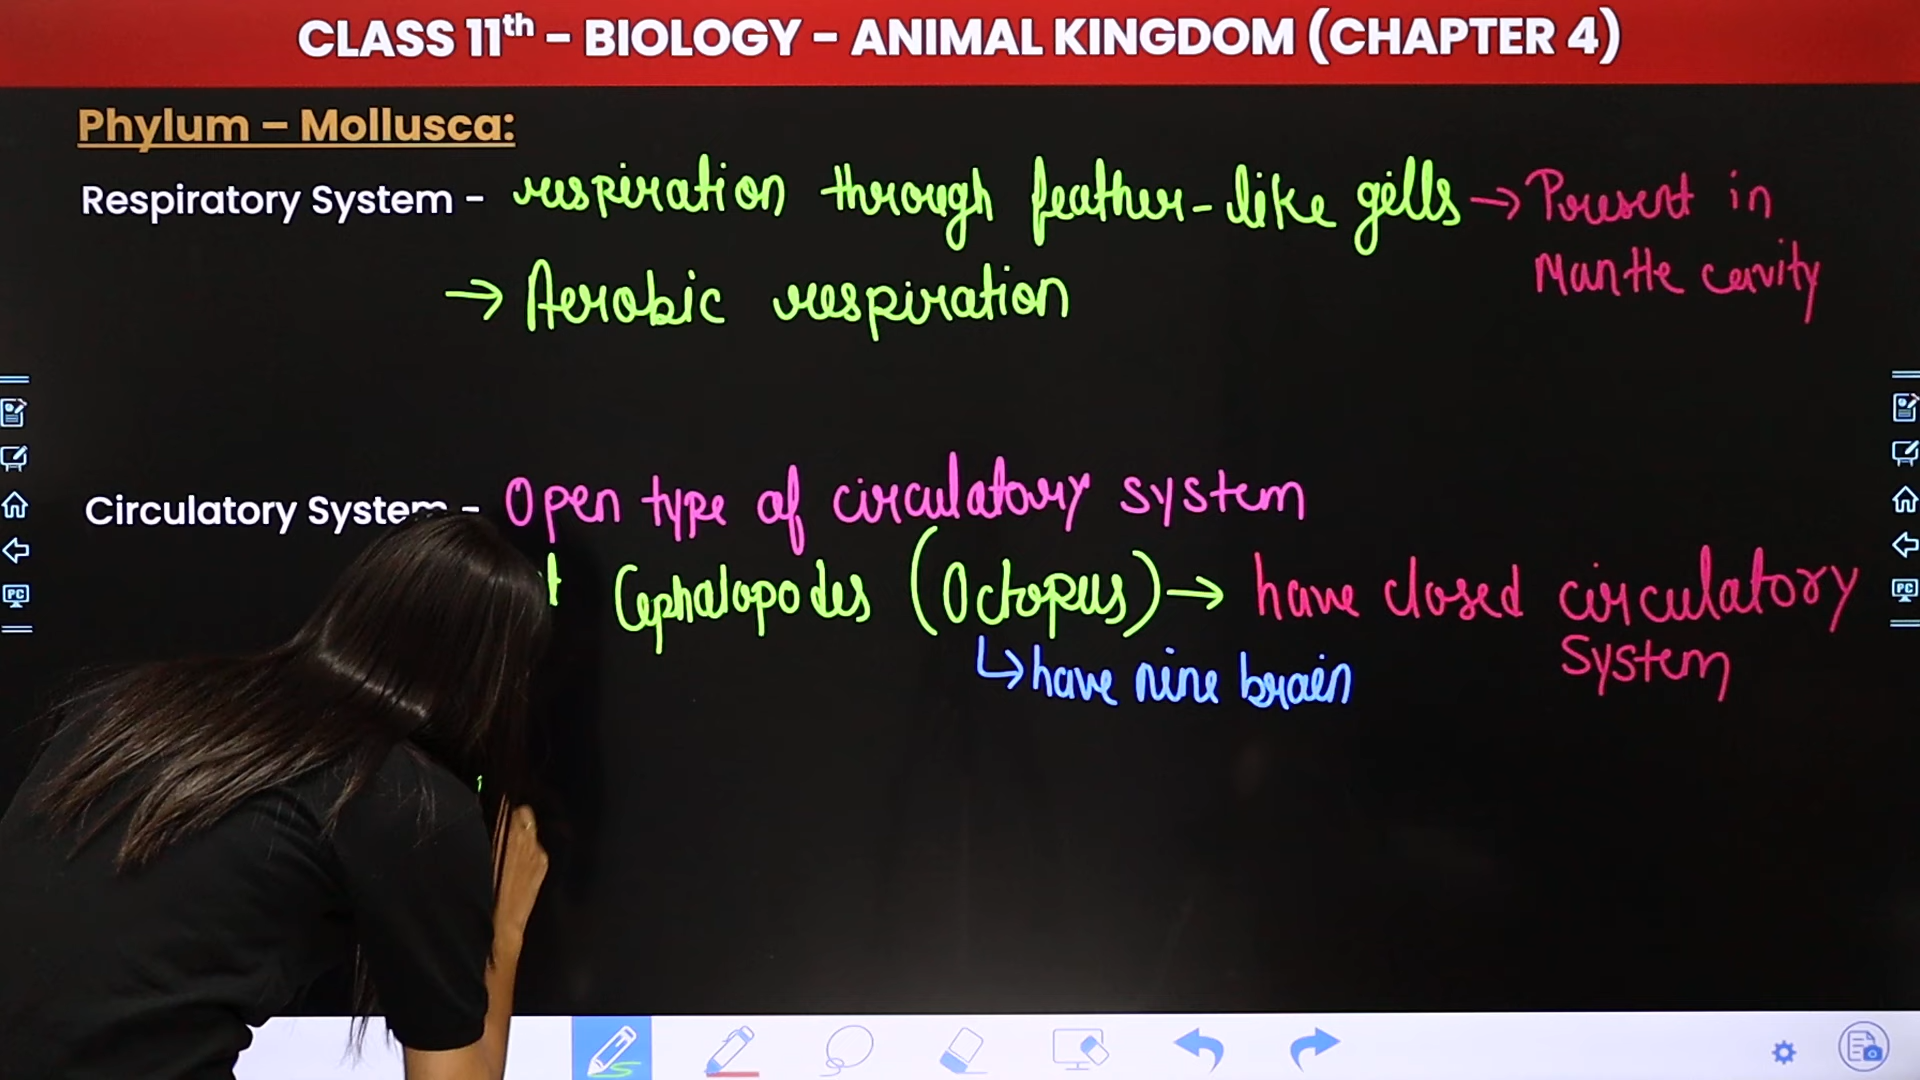 CLASS 11th - BIOLOGY - ANIMAL KINGDOM (CHAPTER 4)
Phylum – Mollusca:
Respiratory System - respiration through feather-like gills → Present in
Mantle cavity
→ Aerobic respiration
Circulatory System - Open type of circulatory system
Cephalopodes (Octopus) → have closed circulatory
System
↳ have nine brain
PC
PC